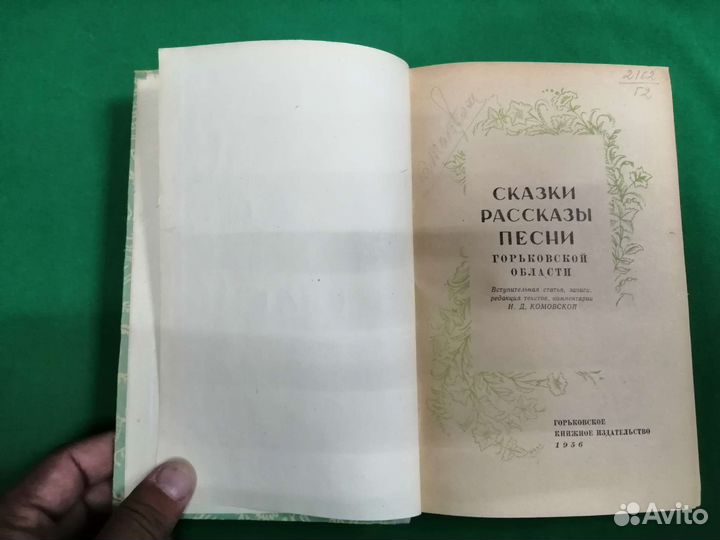 2162
52
СКАЗКИ
РАССКАЗЫ
ПЕСНИ
ГОРЬКОВСКОЙ
ОБЛАСТИ
Вступительная статья, записи,
редакция текстов, комментарии
Н. Д. КОМОВСКОЙ
ГОРЬКОВСКОЕ
КНИЖНОЕ ИЗДАТЕЛЬСТВО
1956
Avito